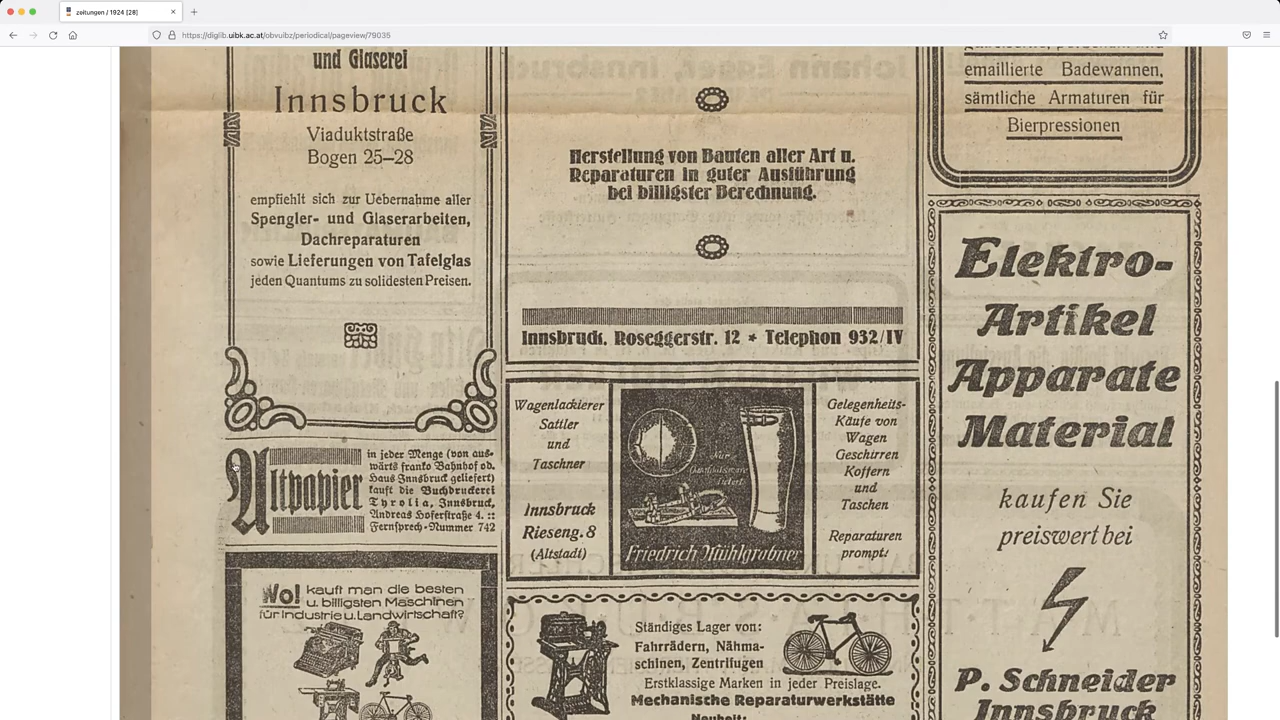 zeitungen / 1924 [28]
https://diglib.uibk.ac.at/obvuibz/periodical/pageview/79035
und Glaserei
Innsbruck
Viaduktstraße
Bogen 25–28
empfiehlt sich zur Uebernahme aller
Spengler- und Glaserarbeiten,
Dachreparaturen
sowie Lieferungen von Tafelglas
jeden Quantums zu solidesten Preisen.
Altpapier
in jeder Menge (von aus-
wärts franko Bahnhof od.
Haus Innsbruck geliefert)
kauft die Buchdruckerei
Tyrolia, Innsbruck,
Andreas Hoferstraße 4. ::
Fernsprech-Nummer 742
Wo! kauft man die besten
u. billigsten Maschinen
für Industrie u. Landwirtschaft?
Herstellung von Bauten aller Art u.
Reparaturen in guter Ausführung
bei billigster Berechnung.
Innsbruck, Roseggerstr. 12 * Telephon 932/IV
Wagenlackierer
Sattler
und
Taschner
Innsbruck
Rieseng. 8
(Altstadt)
Nur
Qualitätsware
liefert
Friedrich Mühlgrabner
Gelegenheits-
Käufe von
Wagen
Geschirren
Koffern
und
Taschen
Reparaturen
prompt!
Ständiges Lager von:
Fahrrädern, Nähma-
schinen, Zentrifugen
Erstklassige Marken in jeder Preislage.
Mechanische Reparaturwerkstätte
Neuheit:
emaillierte Badewannen,
sämtliche Armaturen für
Bierpressionen
Elektro-
Artikel
Apparate
Material
kaufen Sie
preiswert bei
P. Schneider
Innsbruck